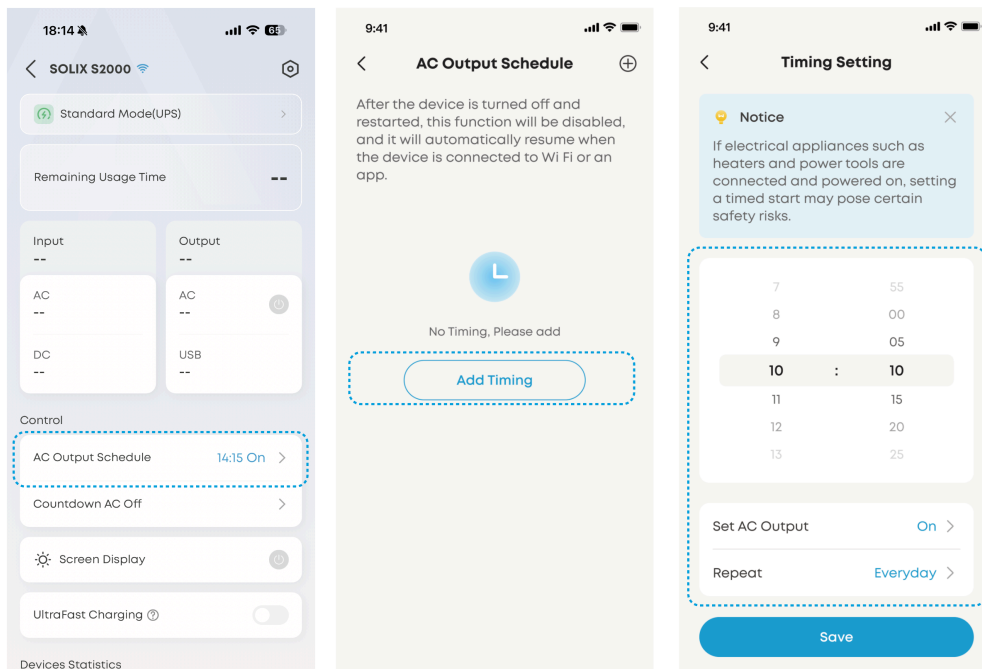 18:14
65
SOLIX S2000
Standard Mode(UPS)
Remaining Usage Time
--
Input
--
Output
--
AC
--
AC
--
DC
--
USB
--
Control
AC Output Schedule
14:15 On
Countdown AC Off
Screen Display
UltraFast Charging
Devices Statistics
9:41
AC Output Schedule
After the device is turned off and
restarted, this function will be disabled,
and it will automatically resume when
the device is connected to Wi Fi or an
app.
No Timing, Please add
Add Timing
9:41
Timing Setting
Notice
If electrical appliances such as
heaters and power tools are
connected and powered on, setting
a timed start may pose certain
safety risks.
7 55
8 00
9 05
10 : 10
11 15
12 20
13 25
Set AC Output On
Repeat Everyday
Save